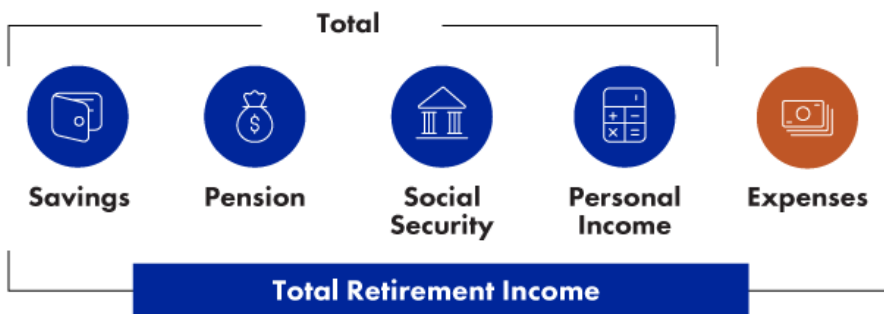 Total
Savings
Pension
Social
Security
Personal
Income
Expenses
Total Retirement Income